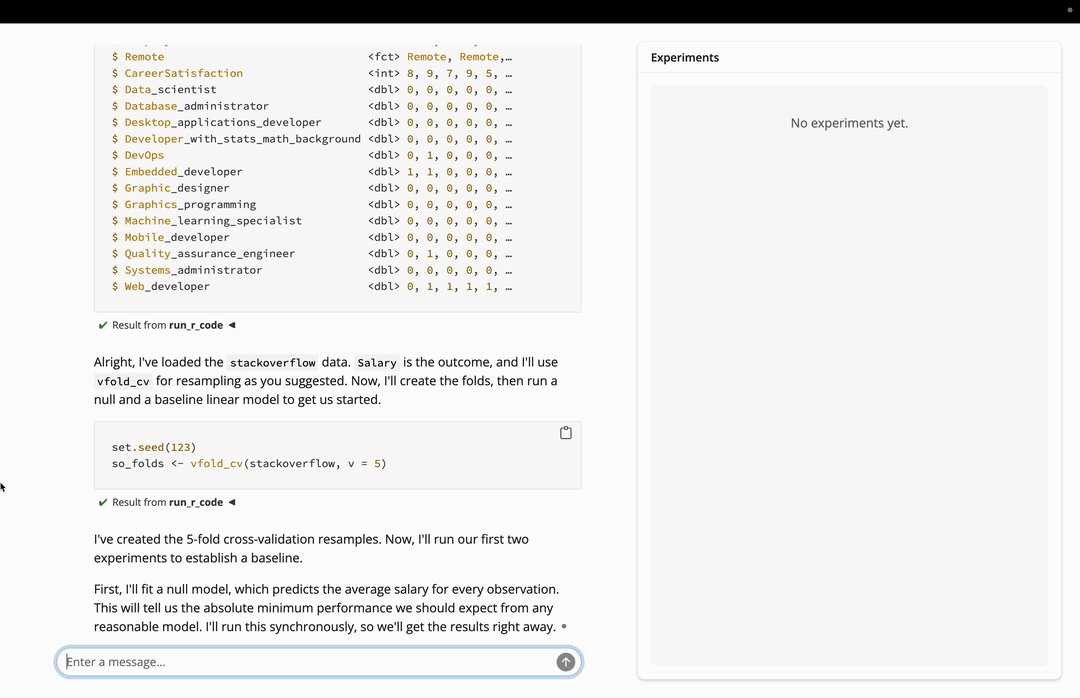 $ Remote <fct> Remote, Remote,…
$ CareerSatisfaction <int> 8, 9, 7, 9, 5, …
$ Data_scientist <dbl> 0, 0, 0, 0, 0, …
$ Database_administrator <dbl> 0, 0, 0, 0, 0, …
$ Desktop_applications_developer <dbl> 0, 0, 0, 0, 0, …
$ Developer_with_stats_math_background <dbl> 0, 0, 0, 0, 0, …
$ DevOps <dbl> 0, 1, 0, 0, 0, …
$ Embedded_developer <dbl> 1, 1, 0, 0, 0, …
$ Graphic_designer <dbl> 0, 0, 0, 0, 0, …
$ Graphics_programming <dbl> 0, 0, 0, 0, 0, …
$ Machine_learning_specialist <dbl> 0, 0, 0, 0, 0, …
$ Mobile_developer <dbl> 0, 0, 0, 0, 0, …
$ Quality_assurance_engineer <dbl> 0, 1, 0, 0, 0, …
$ Systems_administrator <dbl> 0, 0, 0, 0, 0, …
$ Web_developer <dbl> 0, 1, 1, 1, 1, …
✔ Result from run_r_code ◀
Alright, I've loaded the stackoverflow data. Salary is the outcome, and I'll use
vfold_cv for resampling as you suggested. Now, I'll create the folds, then run a
null and a baseline linear model to get us started.
set.seed(123)
so_folds <- vfold_cv(stackoverflow, v = 5)
✔ Result from run_r_code ◀
I've created the 5-fold cross-validation resamples. Now, I'll run our first two
experiments to establish a baseline.
First, I'll fit a null model, which predicts the average salary for every observation.
This will tell us the absolute minimum performance we should expect from any
reasonable model. I'll run this synchronously, so we'll get the results right away.
Enter a message...
Experiments
No experiments yet.